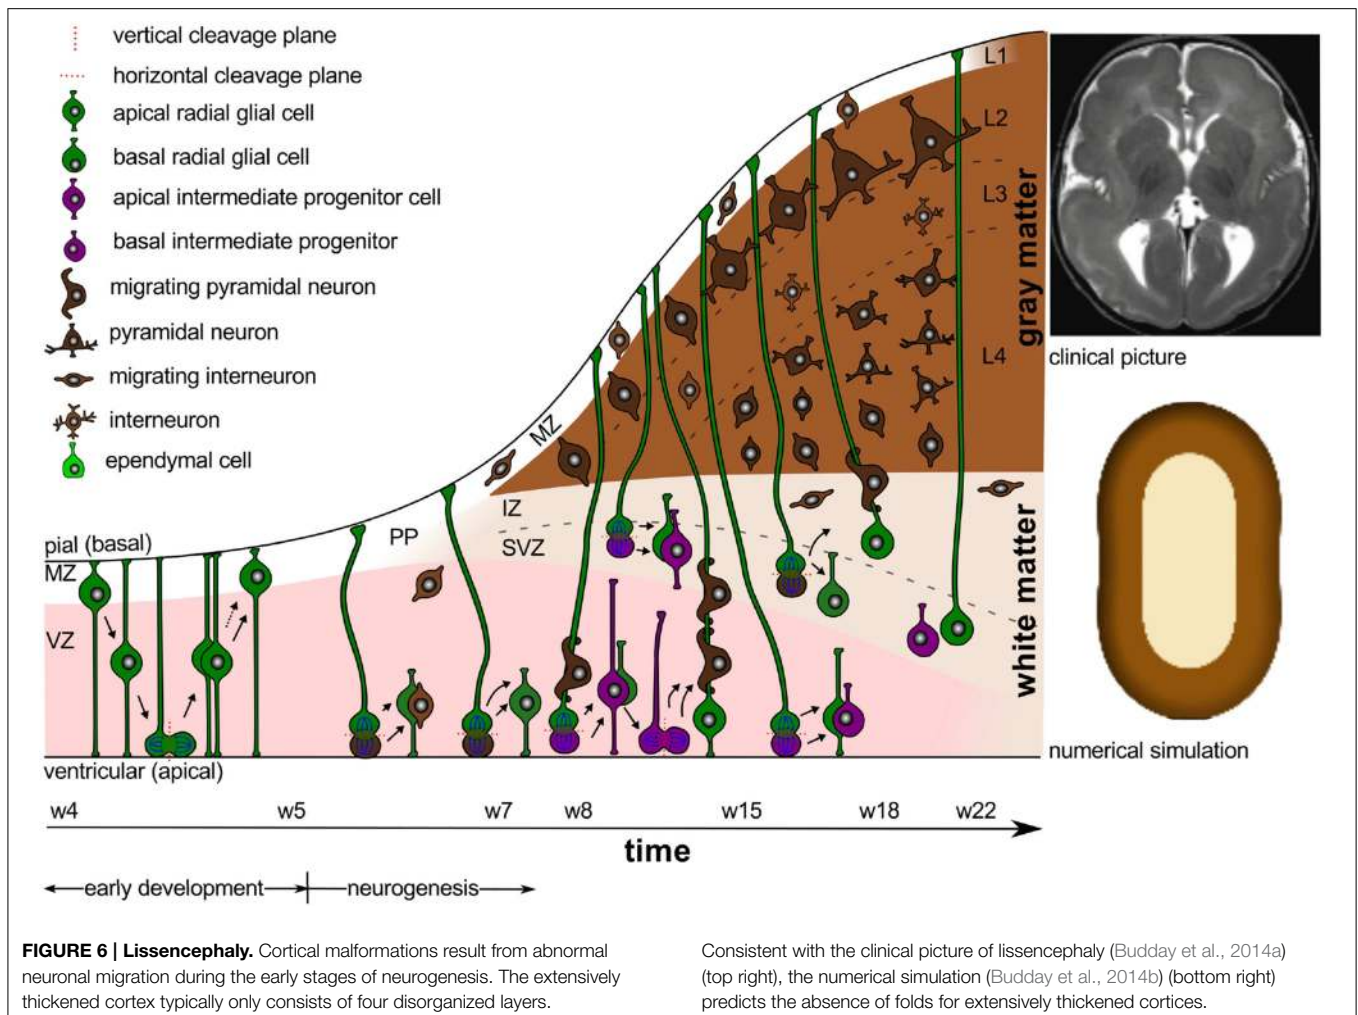 vertical cleavage plane
horizontal cleavage plane
apical radial glial cell
basal radial glial cell
apical intermediate progenitor cell
basal intermediate progenitor
migrating pyramidal neuron
pyramidal neuron
migrating interneuron
interneuron
ependymal cell
pial (basal)
MZ
VZ
PP
MZ
IZ
SVZ
L1
L2
L3
L4
gray matter
white matter
ventricular (apical)
w4 w5 w7 w8 w15 w18 w22
time
early development
neurogenesis
clinical picture
numerical simulation
FIGURE 6 | Lissencephaly. Cortical malformations result from abnormal
neuronal migration during the early stages of neurogenesis. The extensively
thickened cortex typically only consists of four disorganized layers.
Consistent with the clinical picture of lissencephaly (Budday et al., 2014a)
(top right), the numerical simulation (Budday et al., 2014b) (bottom right)
predicts the absence of folds for extensively thickened cortices.